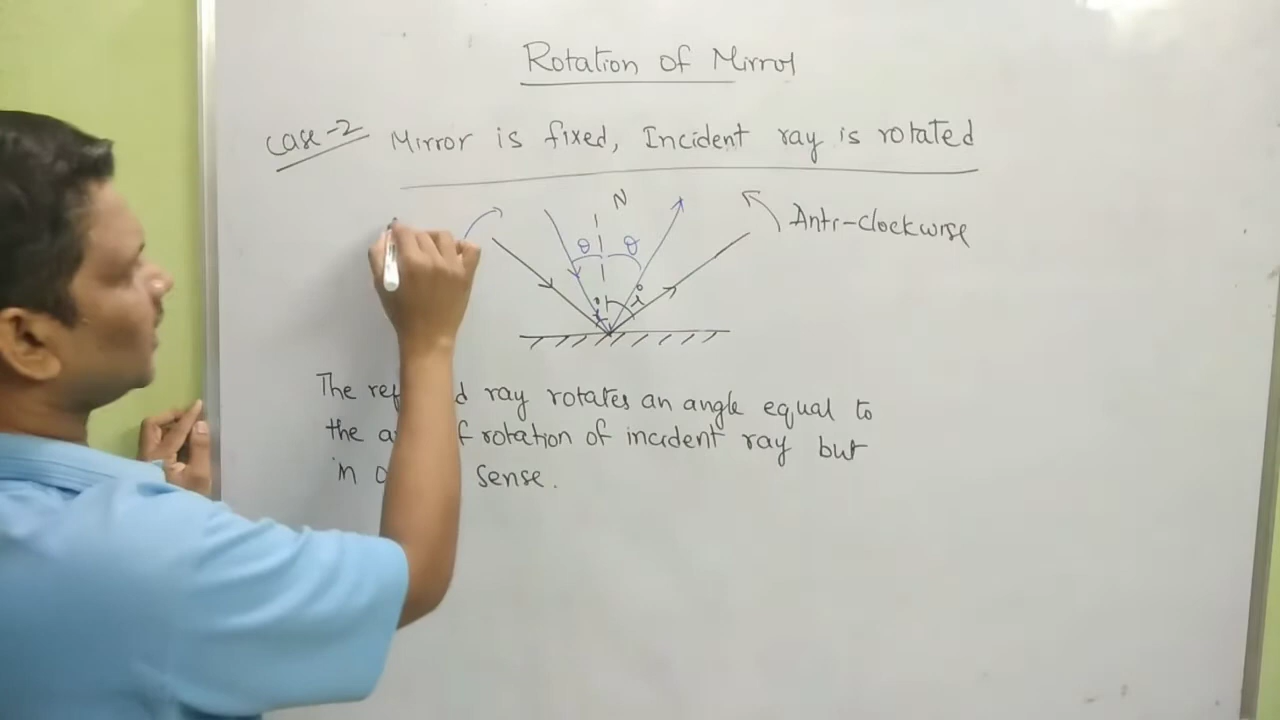 Rotation of Mirror
Case-2 Mirror is fixed, Incident ray is rotated
N
Anti-clockwise
θ θ
i r
The ray rotates an angle equal to
the rotation of incident ray but
in sense.